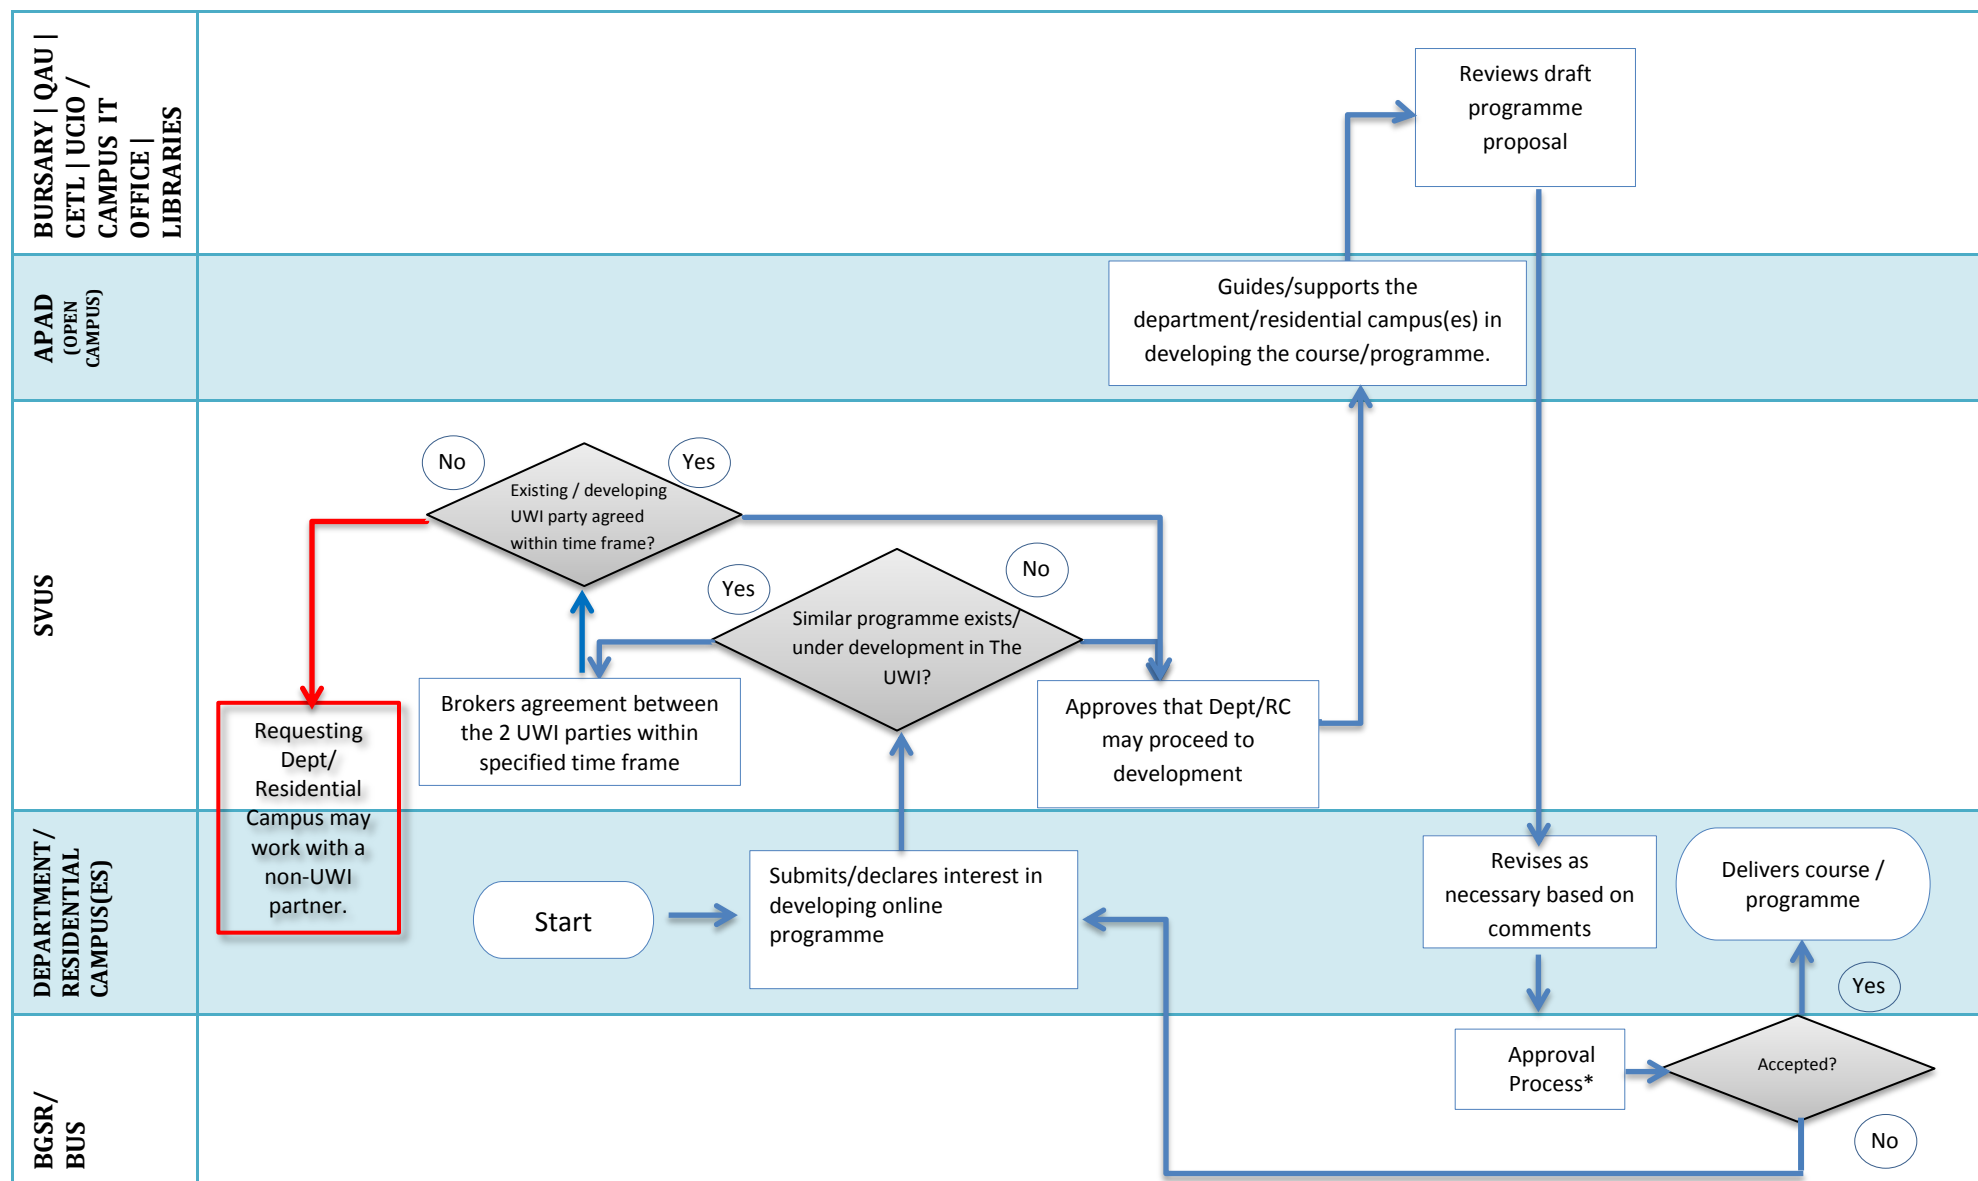 BURSARY | QAU |
CETL | UCIO /
CAMPUS IT
OFFICE |
LIBRARIES
Reviews draft
programme
proposal
APAD
(OPEN
CAMPUS)
Guides/supports the
department/residential campus(es) in
developing the course/programme.
SVUS
No
Yes
Existing / developing
UWI party agreed
within time frame?
Yes
No
Similar programme exists/
under development in The
UWI?
Brokers agreement between
the 2 UWI parties within
specified time frame
Approves that Dept/RC
may proceed to
development
Requesting
Dept/
Residential
Campus may
work with a
non-UWI
partner.
DEPARTMENT/
RESIDENTIAL
CAMPUS(ES)
Start
Submits/declares interest in
developing online
programme
Revises as
necessary based on
comments
Delivers course /
programme
Yes
BGSR/
BUS
Approval
Process*
Accepted?
No